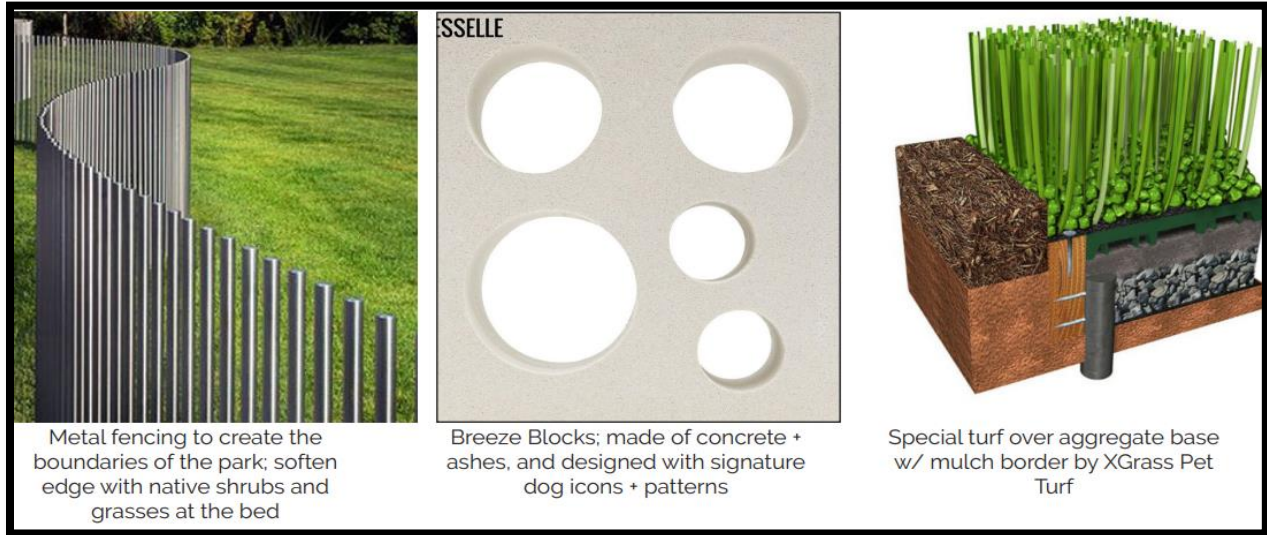 ESSELLE
Metal fencing to create the
boundaries of the park; soften
edge with native shrubs and
grasses at the bed
Breeze Blocks; made of concrete +
ashes, and designed with signature
dog icons + patterns
Special turf over aggregate base
w/ mulch border by XGrass Pet
Turf